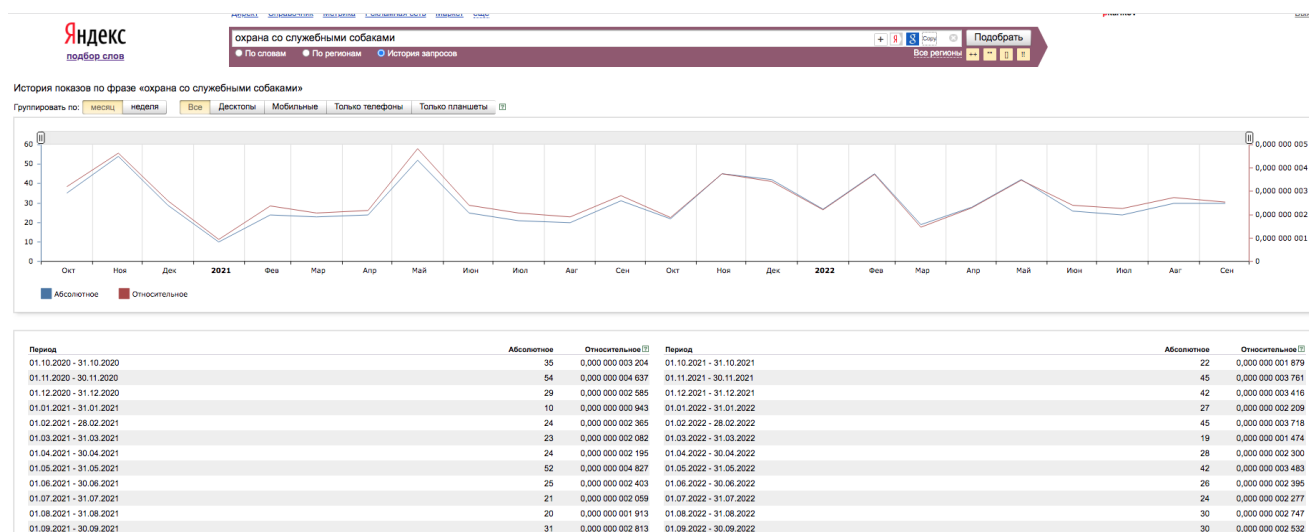 Директ Справочник Метрика Рекламная сеть Маркет ещё
Яндекс
подбор слов
охрана со служебными собаками
+ Я 8 Copy Подобрать
По словам По регионам История запросов Все регионы ++ "" [] !!
История показов по фразе «охрана со служебными собаками»
Группировать по: месяц неделя Все Десктопы Мобильные Только телефоны Только планшеты ?
60 0,000 000 005
50
40 0,000 000 004
30 0,000 000 003
20 0,000 000 002
10 0,000 000 001
0 0
Окт Ноя Дек 2021 Фев Мар Апр Май Июн Июл Авг Сен Окт Ноя Дек 2022 Фев Мар Апр Май Июн Июл Авг Сен
Абсолютное Относительное
Период Абсолютное Относительное ? Период Абсолютное Относительное ?
01.10.2020 - 31.10.2020 35 0,000 000 003 204 01.10.2021 - 31.10.2021 22 0,000 000 001 879
01.11.2020 - 30.11.2020 54 0,000 000 004 637 01.11.2021 - 30.11.2021 45 0,000 000 003 761
01.12.2020 - 31.12.2020 29 0,000 000 002 585 01.12.2021 - 31.12.2021 42 0,000 000 003 416
01.01.2021 - 31.01.2021 10 0,000 000 000 943 01.01.2022 - 31.01.2022 27 0,000 000 002 209
01.02.2021 - 28.02.2021 24 0,000 000 002 365 01.02.2022 - 28.02.2022 45 0,000 000 003 718
01.03.2021 - 31.03.2021 23 0,000 000 002 082 01.03.2022 - 31.03.2022 19 0,000 000 001 474
01.04.2021 - 30.04.2021 24 0,000 000 002 195 01.04.2022 - 30.04.2022 28 0,000 000 002 300
01.05.2021 - 31.05.2021 52 0,000 000 004 827 01.05.2022 - 31.05.2022 42 0,000 000 003 483
01.06.2021 - 30.06.2021 25 0,000 000 002 403 01.06.2022 - 30.06.2022 26 0,000 000 002 395
01.07.2021 - 31.07.2021 21 0,000 000 002 059 01.07.2022 - 31.07.2022 24 0,000 000 002 277
01.08.2021 - 31.08.2021 20 0,000 000 001 913 01.08.2022 - 31.08.2022 30 0,000 000 002 747
01.09.2021 - 30.09.2021 31 0,000 000 002 813 01.09.2022 - 30.09.2022 30 0,000 000 002 532